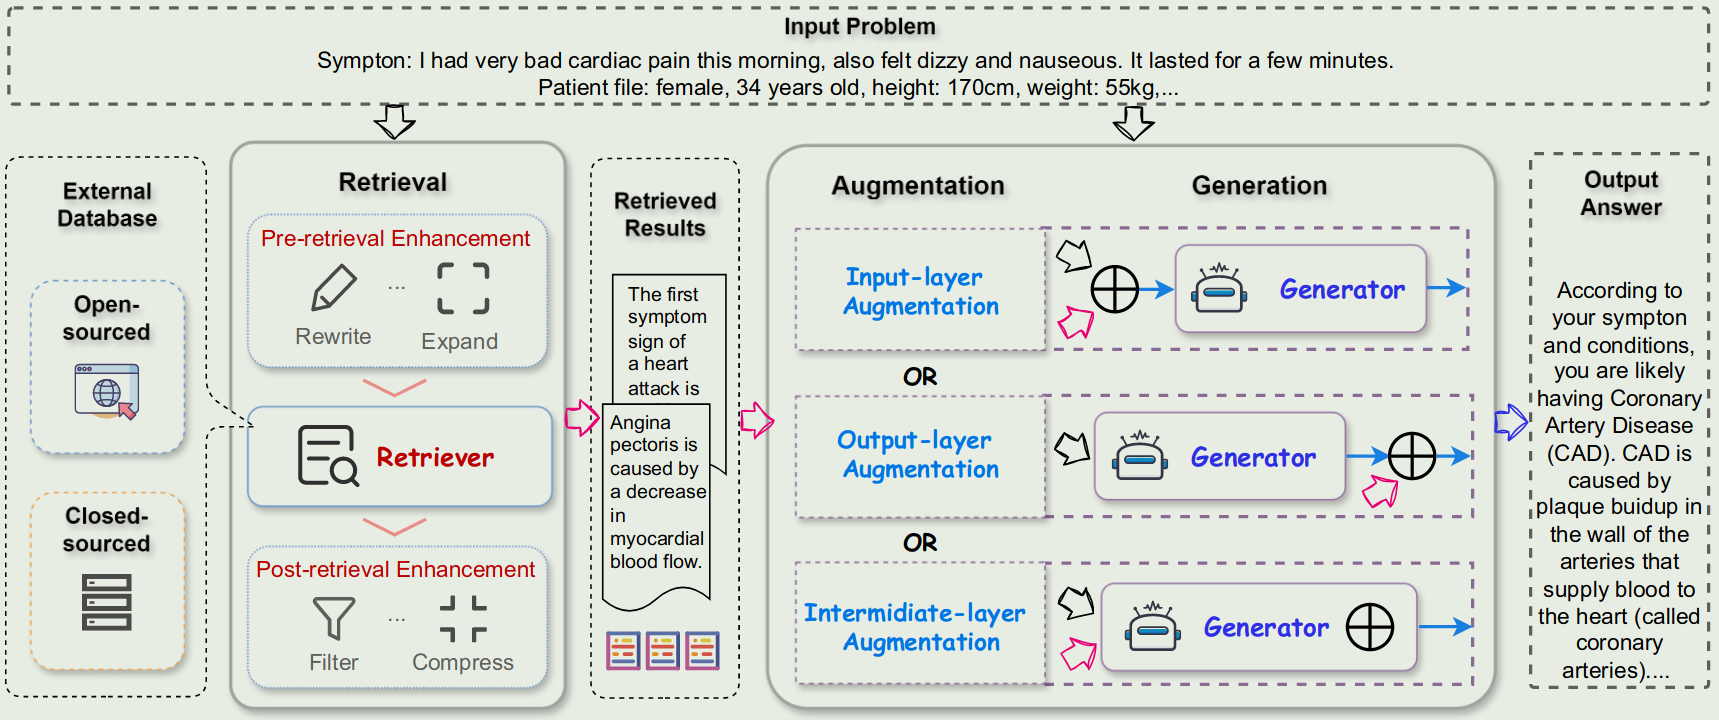 Input Problem
Sympton: I had very bad cardiac pain this morning, also felt dizzy and nauseous. It lasted for a few minutes.
Patient file: female, 34 years old, height: 170cm, weight: 55kg,...
External
Database
Open-
sourced
Closed-
sourced
Retrieval
Pre-retrieval Enhancement
...
Rewrite
Expand
Retriever
Post-retrieval Enhancement
...
Filter
Compress
Retrieved
Results
The first
symptom
sign of
a heart
attack is
Angina
pectoris is
caused by
a decrease
in
myocardial
blood flow.
Augmentation
Generation
Input-layer
Augmentation
Generator
OR
Output-layer
Augmentation
Generator
OR
Intermidiate-layer
Augmentation
Generator
Output
Answer
According to
your sympton
and conditions,
you are likely
having Coronary
Artery Disease
(CAD). CAD is
caused by
plaque buidup in
the wall of the
arteries that
supply blood to
the heart (called
coronary
arteries)....